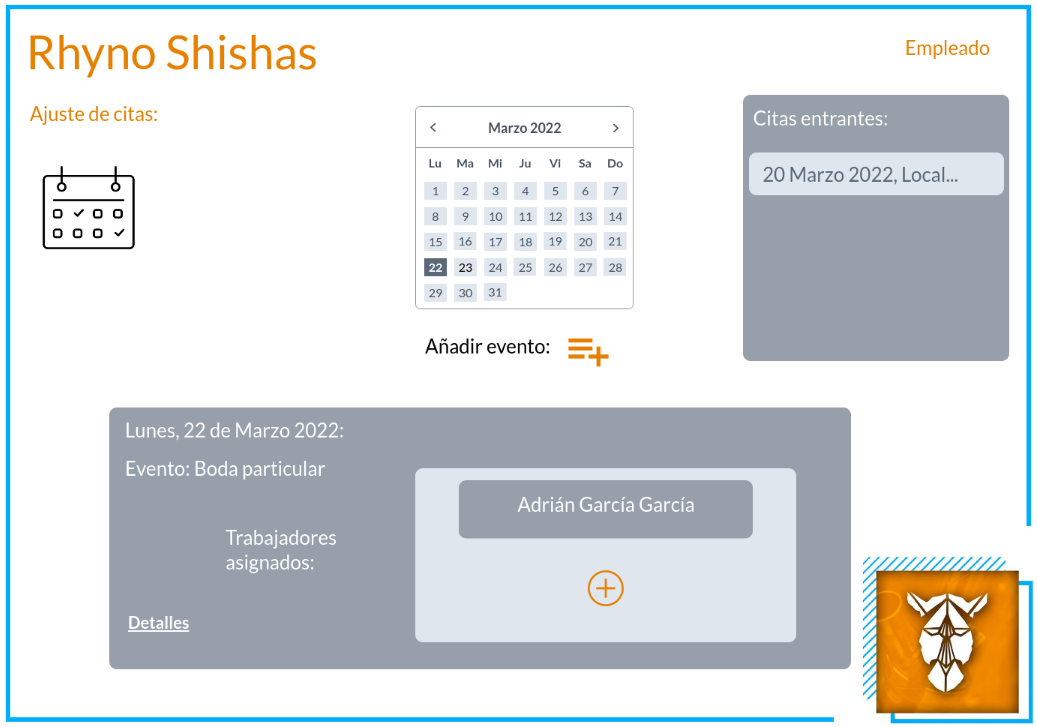 Rhyno Shishas
Empleado
Ajuste de citas:
< Marzo 2022 >
Lu Ma Mi Ju Vi Sa Do
1 2 3 4 5 6 7
8 9 10 11 12 13 14
15 16 17 18 19 20 21
22 23 24 25 26 27 28
29 30 31
Citas entrantes:
20 Marzo 2022, Local...
Añadir evento:
Lunes, 22 de Marzo 2022:
Evento: Boda particular
Adrián García García
Trabajadores
asignados:
Detalles